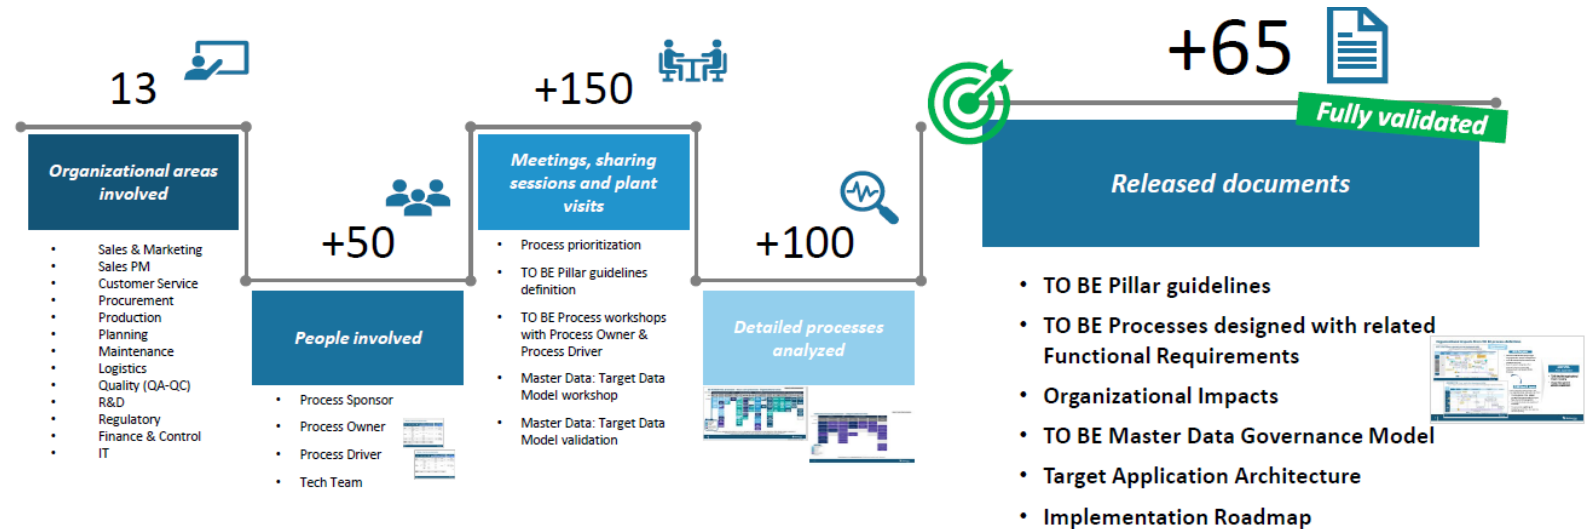 13
Organizational areas
involved
• Sales & Marketing
• Sales PM
• Customer Service
• Procurement
• Production
• Planning
• Maintenance
• Logistics
• Quality (QA-QC)
• R&D
• Regulatory
• Finance & Control
• IT
+50
People involved
• Process Sponsor
• Process Owner
• Process Driver
• Tech Team
+150
Meetings, sharing
sessions and plant
visits
• Process prioritization
• TO BE Pillar guidelines
definition
• TO BE Process workshops
with Process Owner &
Process Driver
• Master Data: Target Data
Model workshop
• Master Data: Target Data
Model validation
+100
Detailed processes
analyzed
+65
Fully validated
Released documents
• TO BE Pillar guidelines
• TO BE Processes designed with related
Functional Requirements
• Organizational Impacts
• TO BE Master Data Governance Model
• Target Application Architecture
• Implementation Roadmap